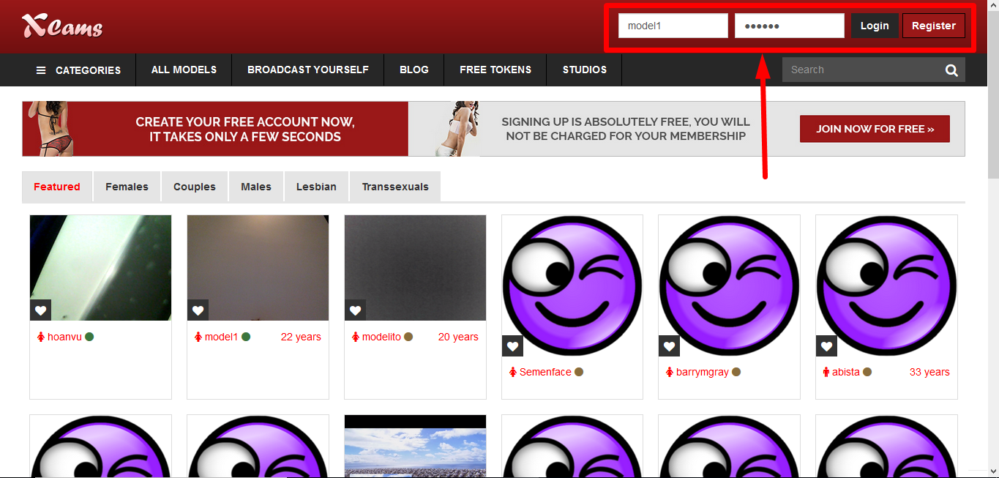 XCams
model1
••••••
Login
Register
CATEGORIES
ALL MODELS
BROADCAST YOURSELF
BLOG
FREE TOKENS
STUDIOS
Search
CREATE YOUR FREE ACCOUNT NOW,
IT TAKES ONLY A FEW SECONDS
SIGNING UP IS ABSOLUTELY FREE, YOU WILL
NOT BE CHARGED FOR YOUR MEMBERSHIP
JOIN NOW FOR FREE »
Featured
Females
Couples
Males
Lesbian
Transsexuals
hoanvu
model1
22 years
modelito
20 years
Semenface
barrymgray
abista
33 years